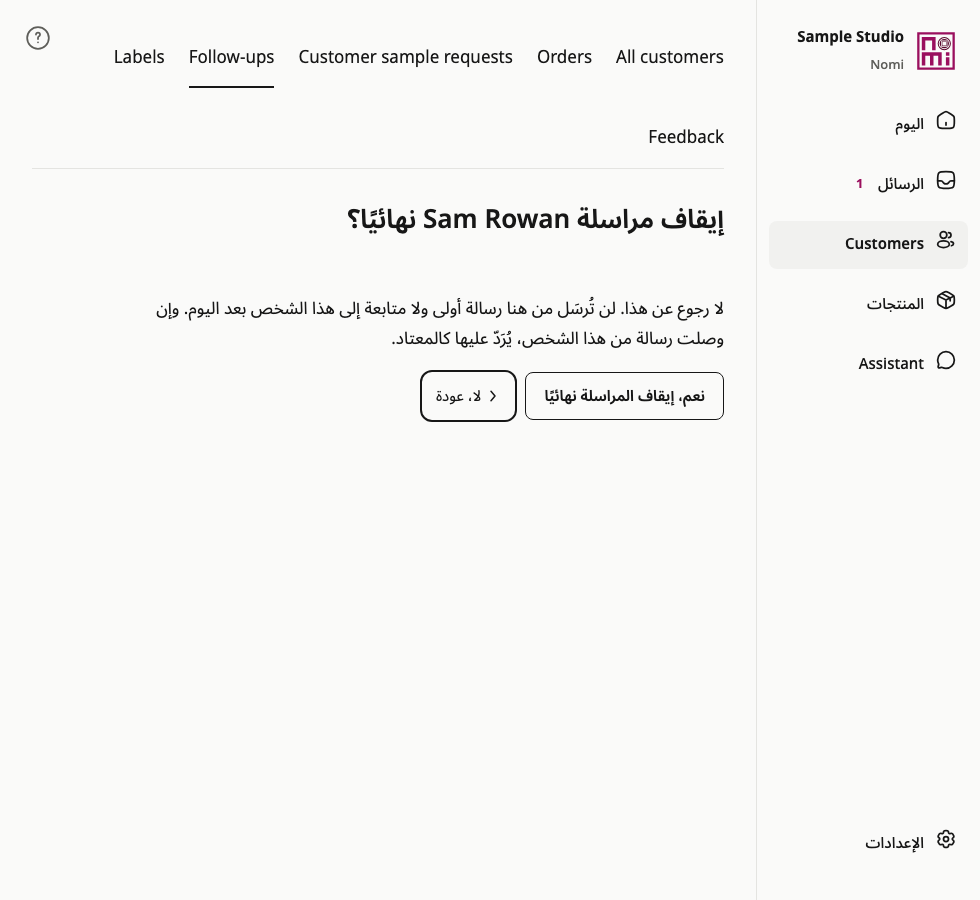 Sample Studio
Nomi
اليوم
الرسائل 1
Customers
المنتجات
Assistant
الإعدادات
All customers
Orders
Customer sample requests
Follow-ups
Labels
Feedback
?
إيقاف مراسلة Sam Rowan نهائيًا؟
لا رجوع عن هذا. لن تُرسَل من هنا رسالة أولى ولا متابعة إلى هذا الشخص بعد اليوم. وإن
وصلت رسالة من هذا الشخص، يُرَدّ عليها كالمعتاد.
نعم، إيقاف المراسلة نهائيًا
لا، عودة